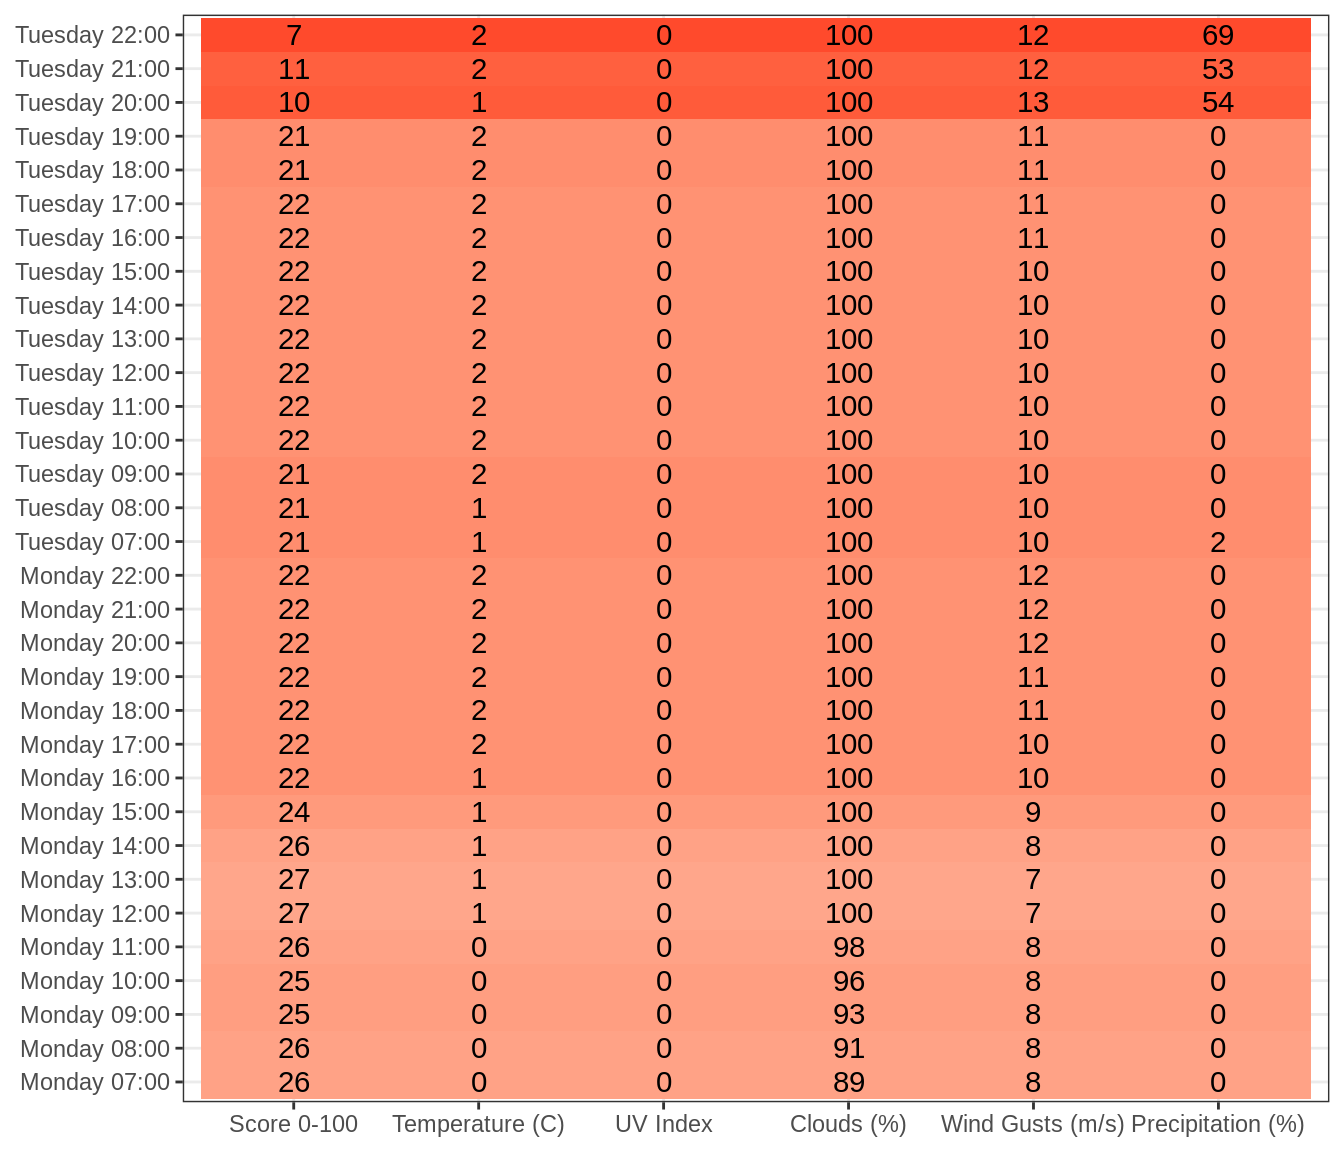 Tuesday 22:00 7 2 0 100 12 69
Tuesday 21:00 11 2 0 100 12 53
Tuesday 20:00 10 1 0 100 13 54
Tuesday 19:00 21 2 0 100 11 0
Tuesday 18:00 21 2 0 100 11 0
Tuesday 17:00 22 2 0 100 11 0
Tuesday 16:00 22 2 0 100 11 0
Tuesday 15:00 22 2 0 100 10 0
Tuesday 14:00 22 2 0 100 10 0
Tuesday 13:00 22 2 0 100 10 0
Tuesday 12:00 22 2 0 100 10 0
Tuesday 11:00 22 2 0 100 10 0
Tuesday 10:00 22 2 0 100 10 0
Tuesday 09:00 21 2 0 100 10 0
Tuesday 08:00 21 1 0 100 10 0
Tuesday 07:00 21 1 0 100 10 2
Monday 22:00 22 2 0 100 12 0
Monday 21:00 22 2 0 100 12 0
Monday 20:00 22 2 0 100 12 0
Monday 19:00 22 2 0 100 11 0
Monday 18:00 22 2 0 100 11 0
Monday 17:00 22 2 0 100 10 0
Monday 16:00 22 1 0 100 10 0
Monday 15:00 24 1 0 100 9 0
Monday 14:00 26 1 0 100 8 0
Monday 13:00 27 1 0 100 7 0
Monday 12:00 27 1 0 100 7 0
Monday 11:00 26 0 0 98 8 0
Monday 10:00 25 0 0 96 8 0
Monday 09:00 25 0 0 93 8 0
Monday 08:00 26 0 0 91 8 0
Monday 07:00 26 0 0 89 8 0
Score 0-100 Temperature (C) UV Index Clouds (%) Wind Gusts (m/s) Precipitation (%)